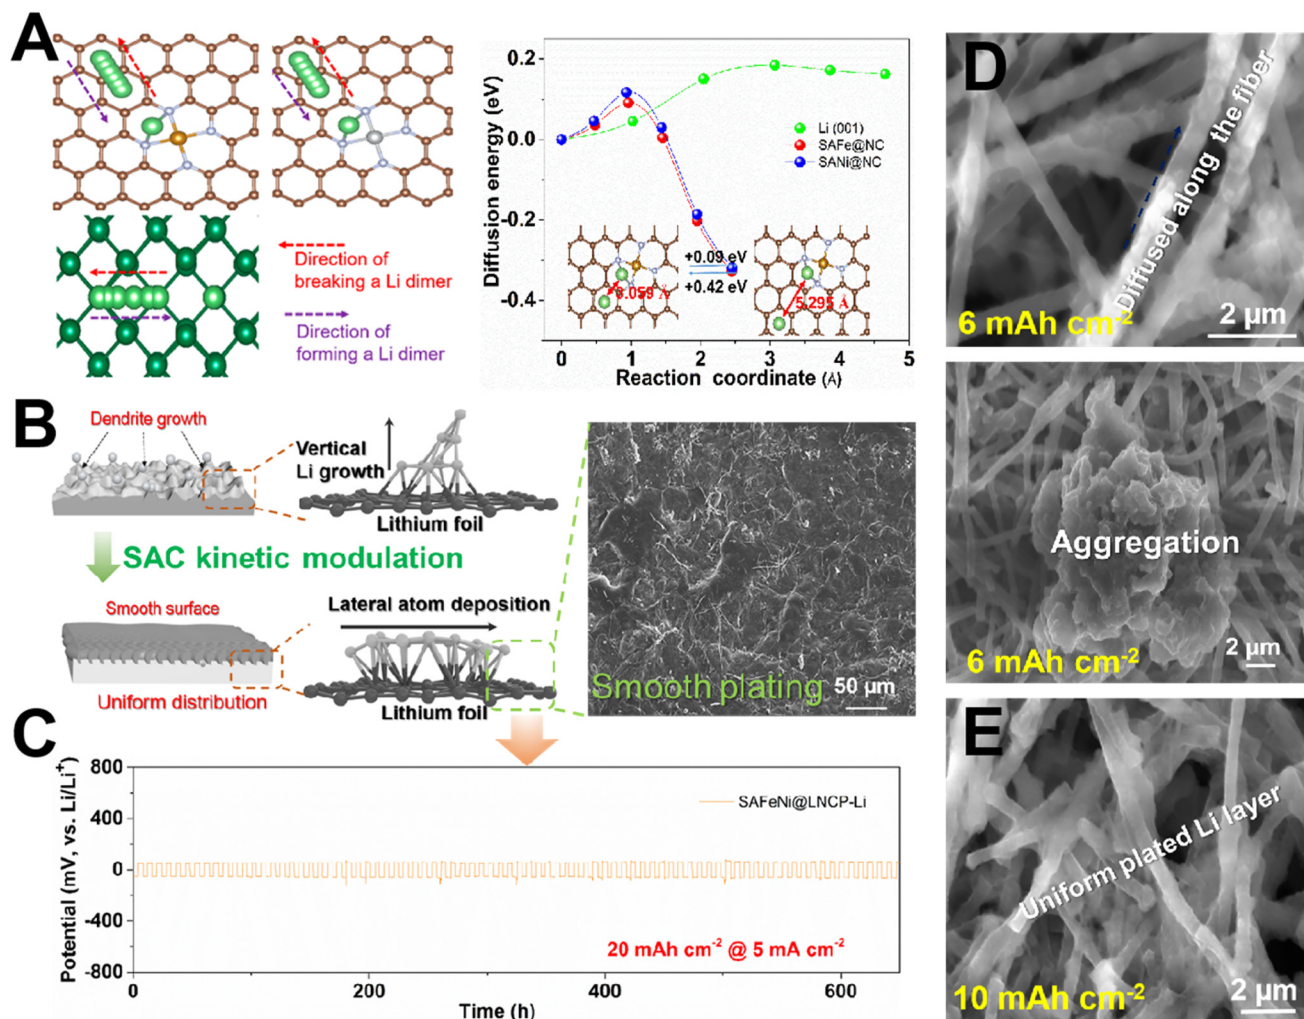 A
Direction of
breaking a Li dimer
Direction of
forming a Li dimer
Diffusion energy (eV)
0.2
0.0
-0.2
-0.4
Li (001)
SAFe@NC
SANi@NC
+0.09 eV
+0.42 eV
3.059 Å
5.295 Å
0 1 2 3 4 5
Reaction coordinate (A)
B
Dendrite growth
Vertical
Li growth
Lithium foil
SAC kinetic modulation
Smooth surface
Lateral atom deposition
Uniform distribution
Lithium foil
Smooth plating
50 μm
C
Potential (mV, vs. Li/Li⁺)
800
400
0
-400
-800
SAFeNi@LNCP-Li
20 mAh cm⁻² @ 5 mA cm⁻²
0 200 400 600
Time (h)
D
Diffused along the fiber
6 mAh cm⁻²
2 μm
Aggregation
6 mAh cm⁻²
2 μm
E
Uniform plated Li layer
10 mAh cm⁻²
2 μm